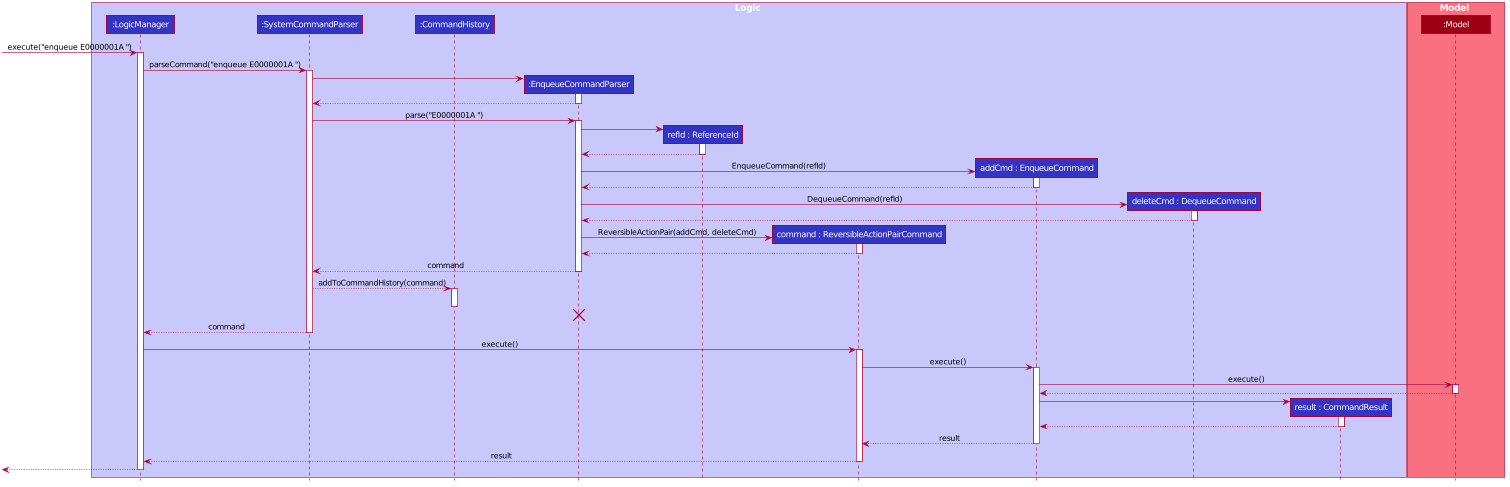 Logic
Model
:LogicManager
:SystemCommandParser
:CommandHistory
:Model
execute("enqueue E0000001A ")
parseCommand("enqueue E0000001A ")
:EnqueueCommandParser
parse("E0000001A ")
refId : ReferenceId
EnqueueCommand(refId)
addCmd : EnqueueCommand
DequeueCommand(refId)
deleteCmd : DequeueCommand
ReversibleActionPair(addCmd, deleteCmd)
command : ReversibleActionPairCommand
command
addToCommandHistory(command)
command
execute()
execute()
execute()
result : CommandResult
result
result